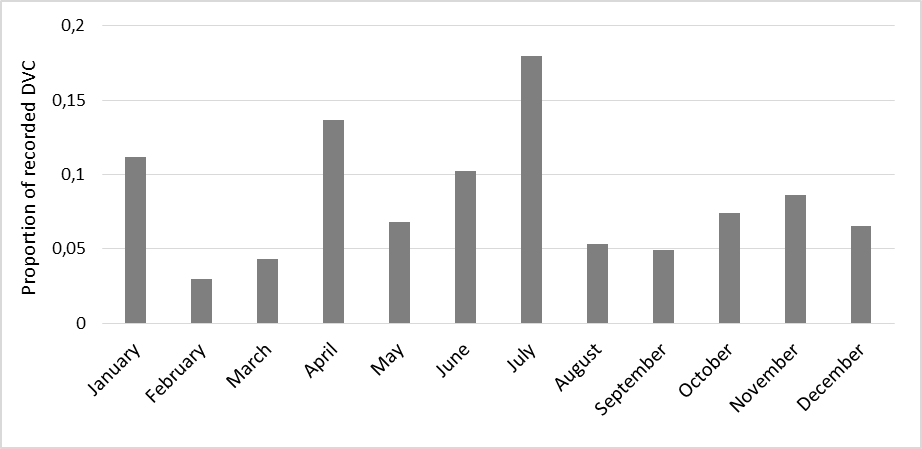 Proportion of recorded DVC
0,2
0,15
0,1
0,05
0
January
February
March
April
May
June
July
August
September
October
November
December